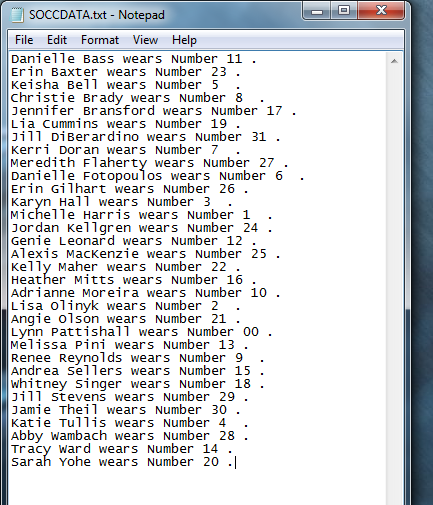 SOCCDATA.txt - Notepad
File Edit Format View Help
Danielle Bass wears Number 11 .
Erin Baxter wears Number 23 .
Keisha Bell wears Number 5  .
Christie Brady wears Number 8  .
Jennifer Bransford wears Number 17 .
Lia Cummins wears Number 19 .
Jill DiBerardino wears Number 31 .
Kerri Doran wears Number 7  .
Meredith Flaherty wears Number 27 .
Danielle Fotopoulos wears Number 6  .
Erin Gilhart wears Number 26 .
Karyn Hall wears Number 3  .
Michelle Harris wears Number 1  .
Jordan Kellgren wears Number 24 .
Genie Leonard wears Number 12 .
Alexis MacKenzie wears Number 25 .
Kelly Maher wears Number 22 .
Heather Mitts wears Number 16 .
Adrianne Moreira wears Number 10 .
Lisa Olinyk wears Number 2  .
Angie Olson wears Number 21 .
Lynn Pattishall wears Number 00 .
Melissa Pini wears Number 13 .
Renee Reynolds wears Number 9  .
Andrea Sellers wears Number 15 .
Whitney Singer wears Number 18 .
Jill Stevens wears Number 29 .
Jamie Theil wears Number 30 .
Katie Tullis wears Number 4  .
Abby Wambach wears Number 28 .
Tracy Ward wears Number 14 .
Sarah Yohe wears Number 20 .